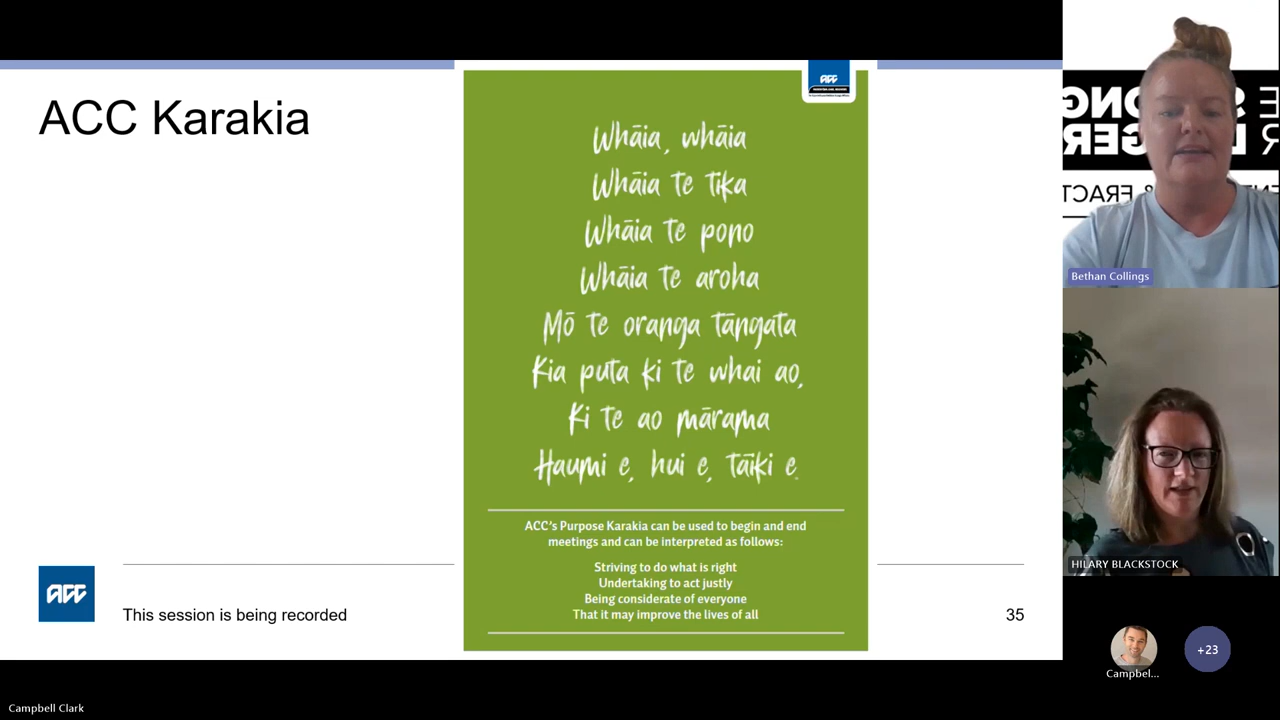 ACC Karakia
Whāia, whāia
Whāia te tika
Whāia te pono
Whāia te aroha
Mō te oranga tāngata
Kia puta ki te whai ao,
Ki te ao mārama
Haumi e, hui e, tāiki e.
ACC's Purpose Karakia can be used to begin and end
meetings and can be interpreted as follows:
Striving to do what is right
Undertaking to act justly
Being considerate of everyone
That it may improve the lives of all
This session is being recorded
35
Bethan Collings
HILARY BLACKSTOCK
Campbel...
+23
Campbell Clark